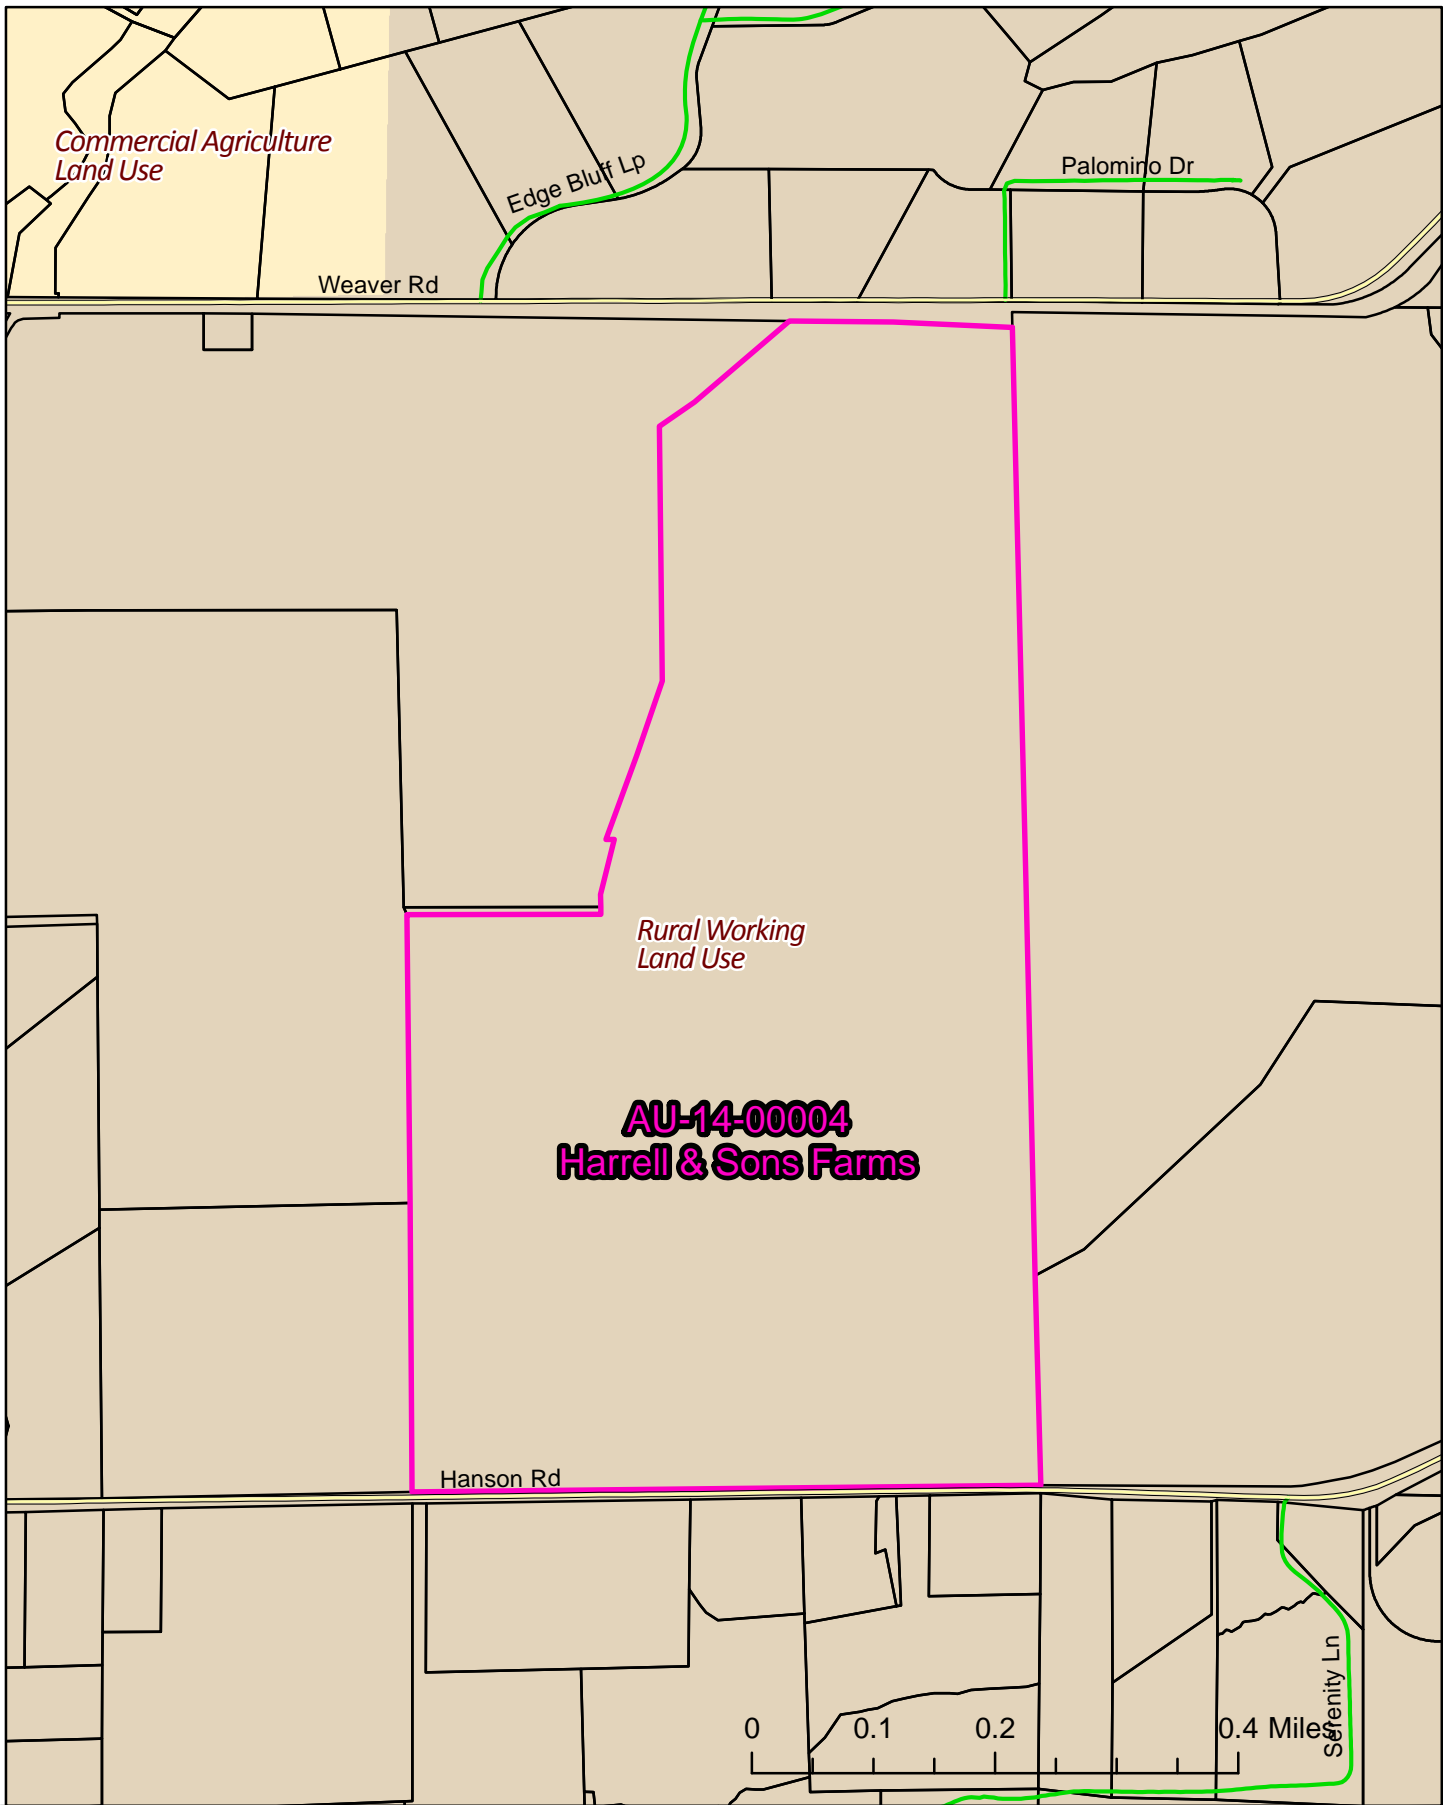 Commercial Agriculture
Land Use
Edge Bluff Lp
Palomino Dr
Weaver Rd
Rural Working
Land Use
AU-14-00004
Harrell & Sons Farms
Hanson Rd
Serenity Ln
0 0.1 0.2 0.4 Miles